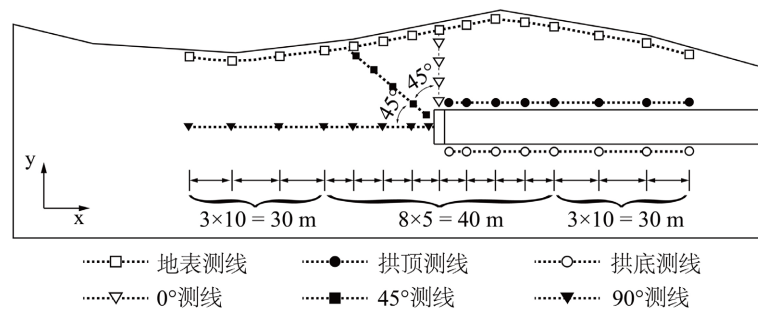 45°
45°
y
x
3×10 = 30 m
8×5 = 40 m
3×10 = 30 m
地表测线
拱顶测线
拱底测线
0°测线
45°测线
90°测线